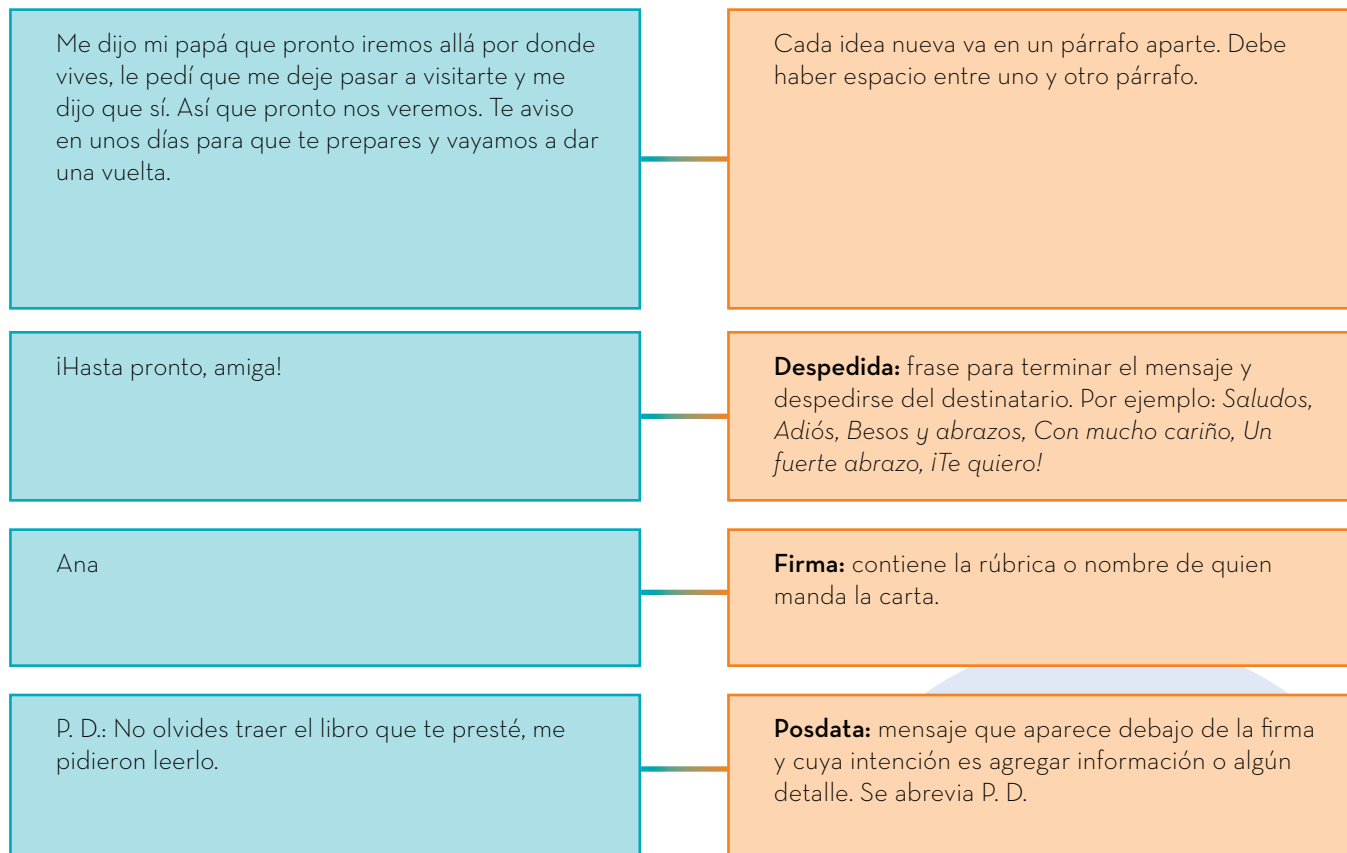 Me dijo mi papá que pronto iremos allá por donde
vives, le pedí que me deje pasar a visitarte y me
dijo que sí. Así que pronto nos veremos. Te aviso
en unos días para que te prepares y vayamos a dar
una vuelta.
Cada idea nueva va en un párrafo aparte. Debe
haber espacio entre uno y otro párrafo.
¡Hasta pronto, amiga!
Despedida: frase para terminar el mensaje y
despedirse del destinatario. Por ejemplo: Saludos,
Adiós, Besos y abrazos, Con mucho cariño, Un
fuerte abrazo, ¡Te quiero!
Ana
Firma: contiene la rúbrica o nombre de quien
manda la carta.
P. D.: No olvides traer el libro que te presté, me
pidieron leerlo.
Posdata: mensaje que aparece debajo de la firma
y cuya intención es agregar información o algún
detalle. Se abrevia P. D.